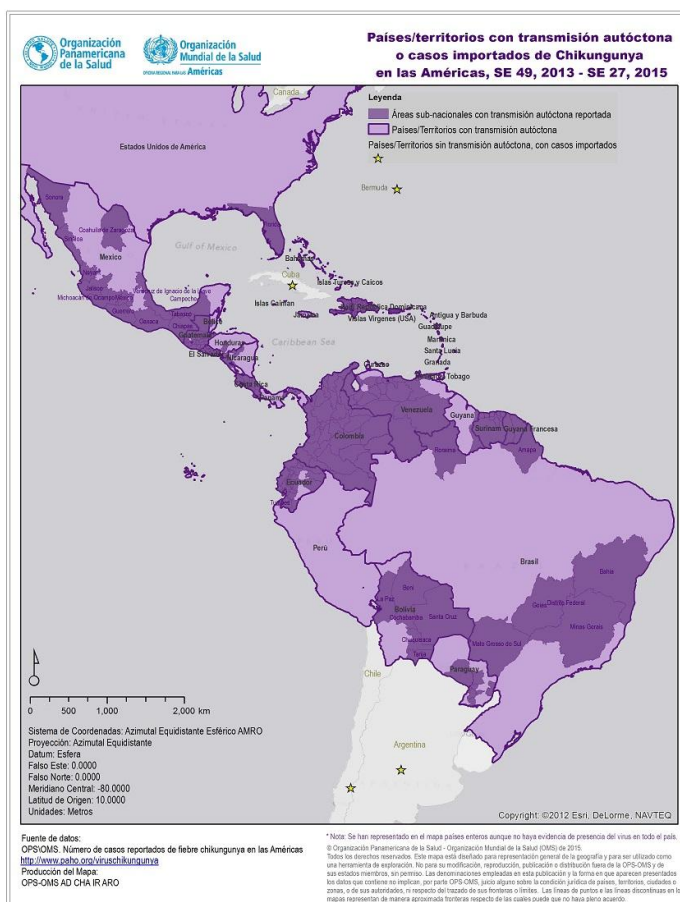 Organización
Panamericana
de la Salud
Organización
Mundial de la Salud
OFICINA REGIONAL PARA LAS Américas
Países/territorios con transmisión autóctona
o casos importados de Chikungunya
en las Américas, SE 49, 2013 - SE 27, 2015
Canada
Leyenda
Áreas sub-nacionales con transmisión autóctona reportada
Países/Territorios con transmisión autóctona
Países/Territorios sin transmisión autóctona, con casos importados
Estados Unidos de América
Bermuda
Sonora
Florida
Coahuila de Zaragoza
Sinaloa
Gulf of Mexico
Mexico
Bahamas
Cuba
Nayarit
Islas Turcos y Caicos
Jalisco
Veracruz de Ignacio de la Llave
Michoacán de Ocampo
Campeche
Islas Caimán
República Dominicana
Guerrero
Tabasco
Jamaica
Antigua y Barbuda
Oaxaca
Belice
Islas Vírgenes (USA)
Chiapas
Guadalupe
Guatemala
Honduras
Caribbean Sea
Martinica
El Salvador
Nicaragua
Santa Lusia
Granada
Curazao
Costa Rica
Tobago
Panamá
Venezuela
Guyana
Surinam
Guyana Francesa
Colombia
Roraima
Amapa
Ecuador
Tumbes
Perú
Brasil
Bahia
Beni
La Paz
Goiás
Distrito Federal
Bolivia
Cochabamba
Santa Cruz
Minas Gerais
Chuquisaca
Mato Grosso do Sul
Tarija
Paraguay
Chile
Argentina
0 500 1,000 2,000 km
Sistema de Coordenadas: Azimutal Equidistante Esférico AMRO
Proyección: Azimutal Equidistante
Datum: Esfera
Falso Este: 0.0000
Falso Norte: 0.0000
Meridiano Central: -80.0000
Latitud de Origen: 10.0000
Unidades: Metros
Copyright: ©2012 Esri, DeLorme, NAVTEQ
Fuente de datos:
OPS\OMS. Número de casos reportados de fiebre chikungunya en las Américas
http://www.paho.org/viruschikungunya
Producción del Mapa:
OPS-OMS AD CHA IR ARO
* Nota: Se han representado en el mapa países enteros aunque no haya evidencia de presencia del virus en todo el país.
© Organización Panamericana de la Salud - Organización Mundial de la Salud (OMS) de 2015.
Todos los derechos reservados. Este mapa está diseñado para representación general de la geografía y para ser utilizado como
una herramienta de exploración. No para su modificación, reproducción, publicación o distribución fuera de la OPS-OMS y de
sus estados miembros, sin permiso. Las denominaciones empleadas en esta publicación y la forma en que aparecen presentados
los datos que contiene no implican, por parte OPS-OMS, juicio alguno sobre la condición jurídica de países, territorios, ciudades o
zonas, o de sus autoridades, ni respecto del trazado de sus fronteras o límites. Las líneas de puntos e las líneas discontinuas en los
mapas representan de manera aproximada fronteras respecto de las cuales puede que no haya pleno acuerdo.